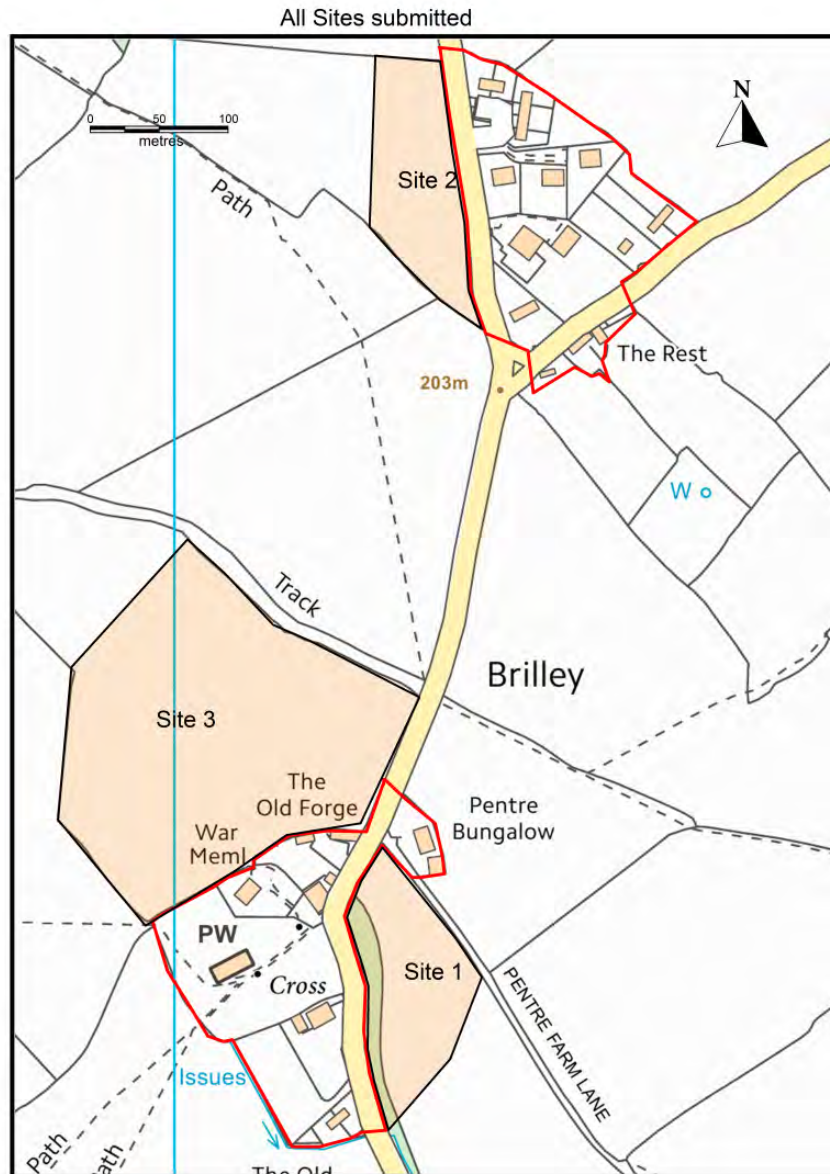 All Sites submitted
0 50 100
metres
N
Path
Site 2
The Rest
203m
W
Track
Brilley
Site 3
The
Old Forge
Pentre
Bungalow
War
Meml
PW
Cross
Site 1
PENTRE FARM LANE
Issues
Path
Path
The Old